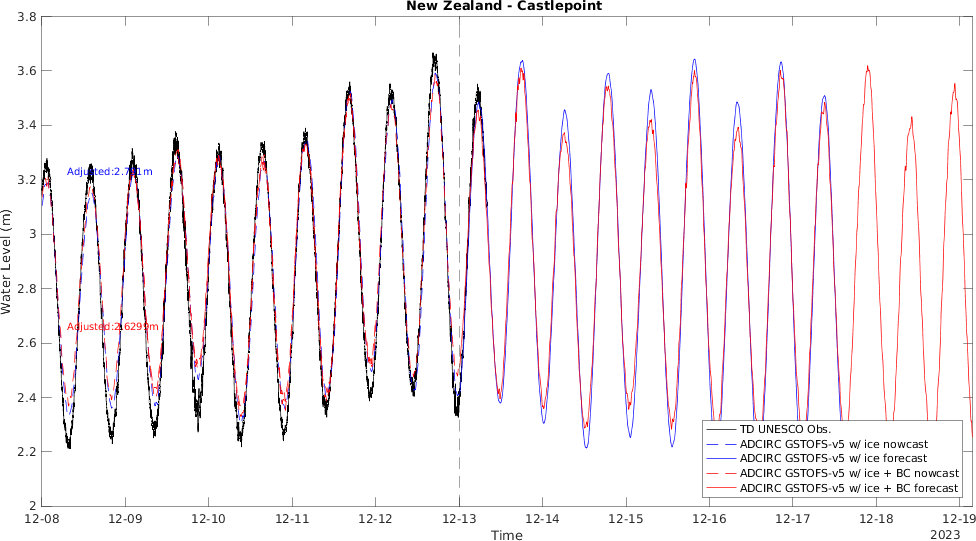 New Zealand - Castlepoint
3.8
3.6
3.4
3.2
3
2.8
2.6
2.4
2.2
2
Water Level (m)
Adjusted:2.7 1m
Adjusted:2.6299m
TD UNESCO Obs.
ADCIRC GSTOFS-v5 w/ ice nowcast
ADCIRC GSTOFS-v5 w/ ice forecast
ADCIRC GSTOFS-v5 w/ ice + BC nowcast
ADCIRC GSTOFS-v5 w/ ice + BC forecast
12-08 12-09 12-10 12-11 12-12 12-13 12-14 12-15 12-16 12-17 12-18 12-19
Time
2023